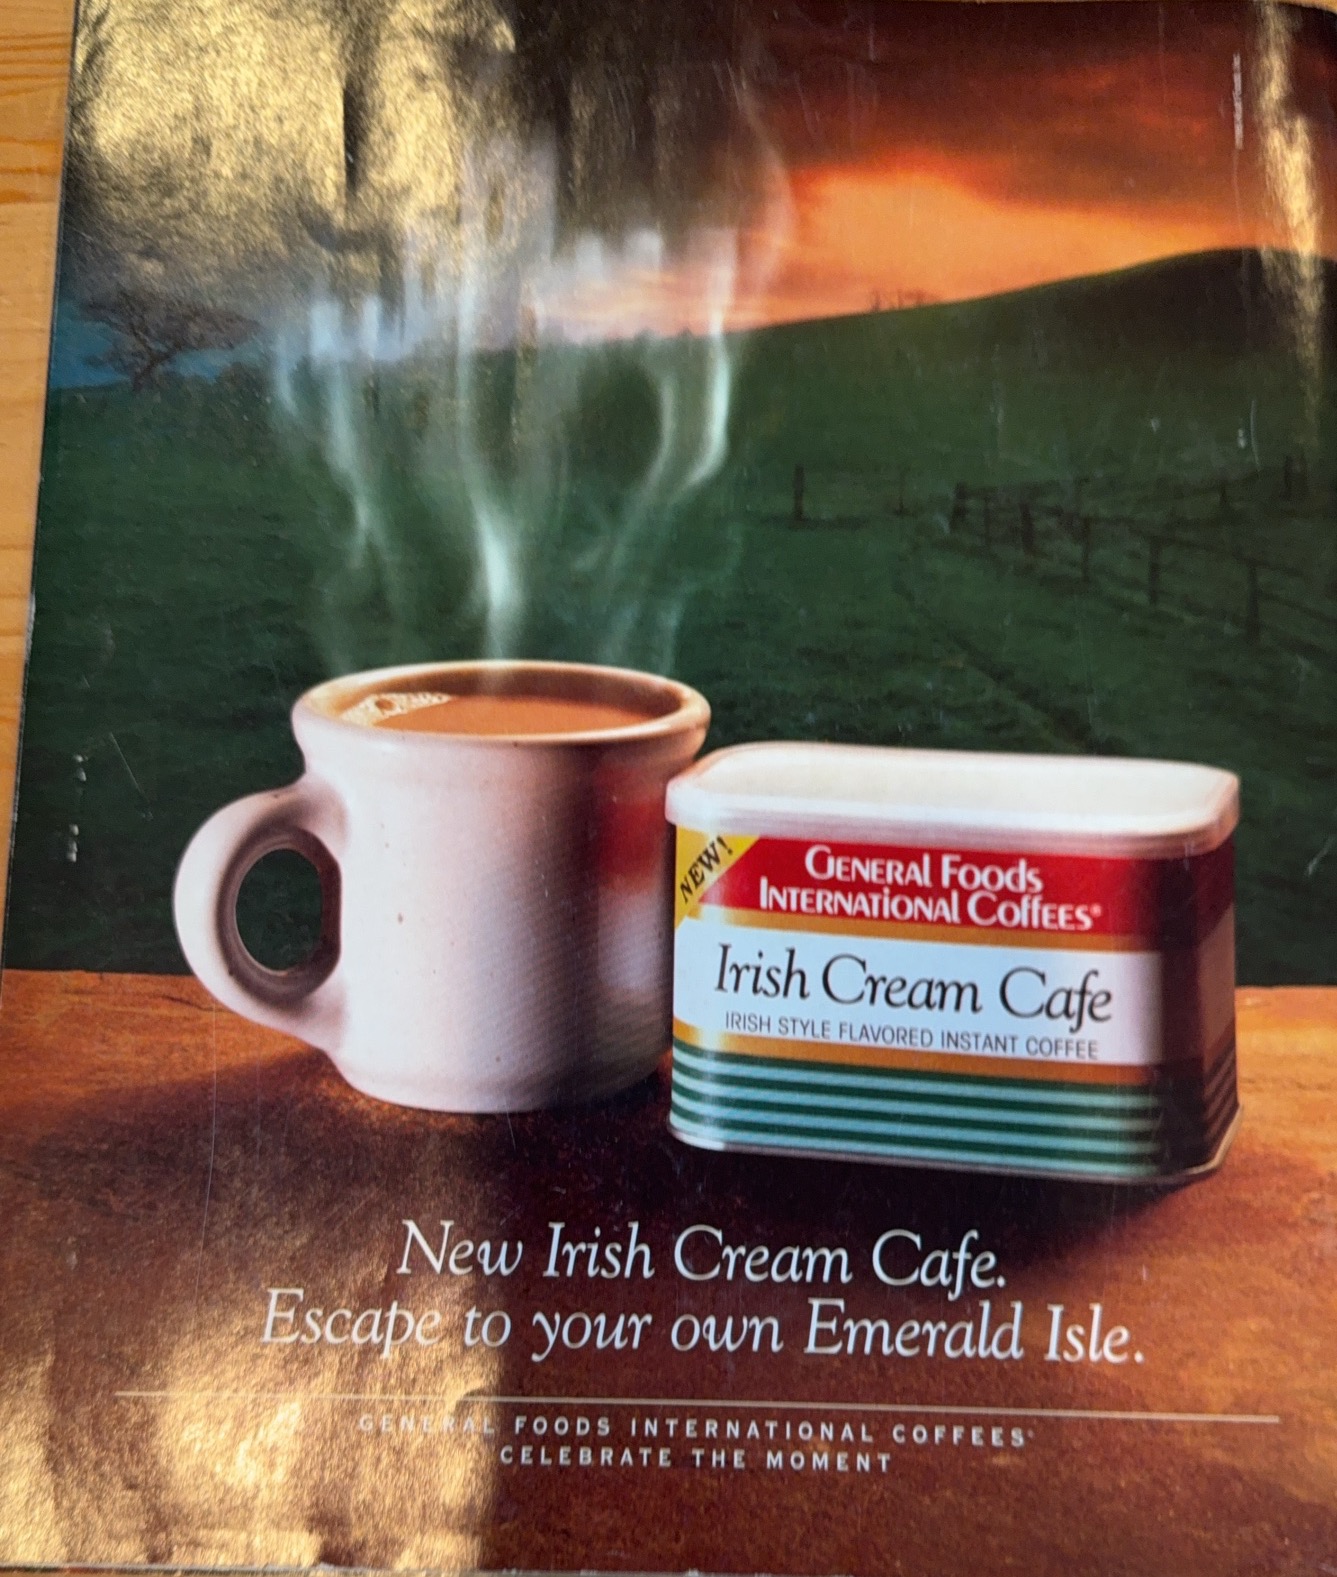 NEW!
GENERAL FOODS
INTERNATIONAL COFFEES®
Irish Cream Cafe
IRISH STYLE FLAVORED INSTANT COFFEE
New Irish Cream Cafe.
Escape to your own Emerald Isle.
GENERAL FOODS INTERNATIONAL COFFEES®
CELEBRATE THE MOMENT